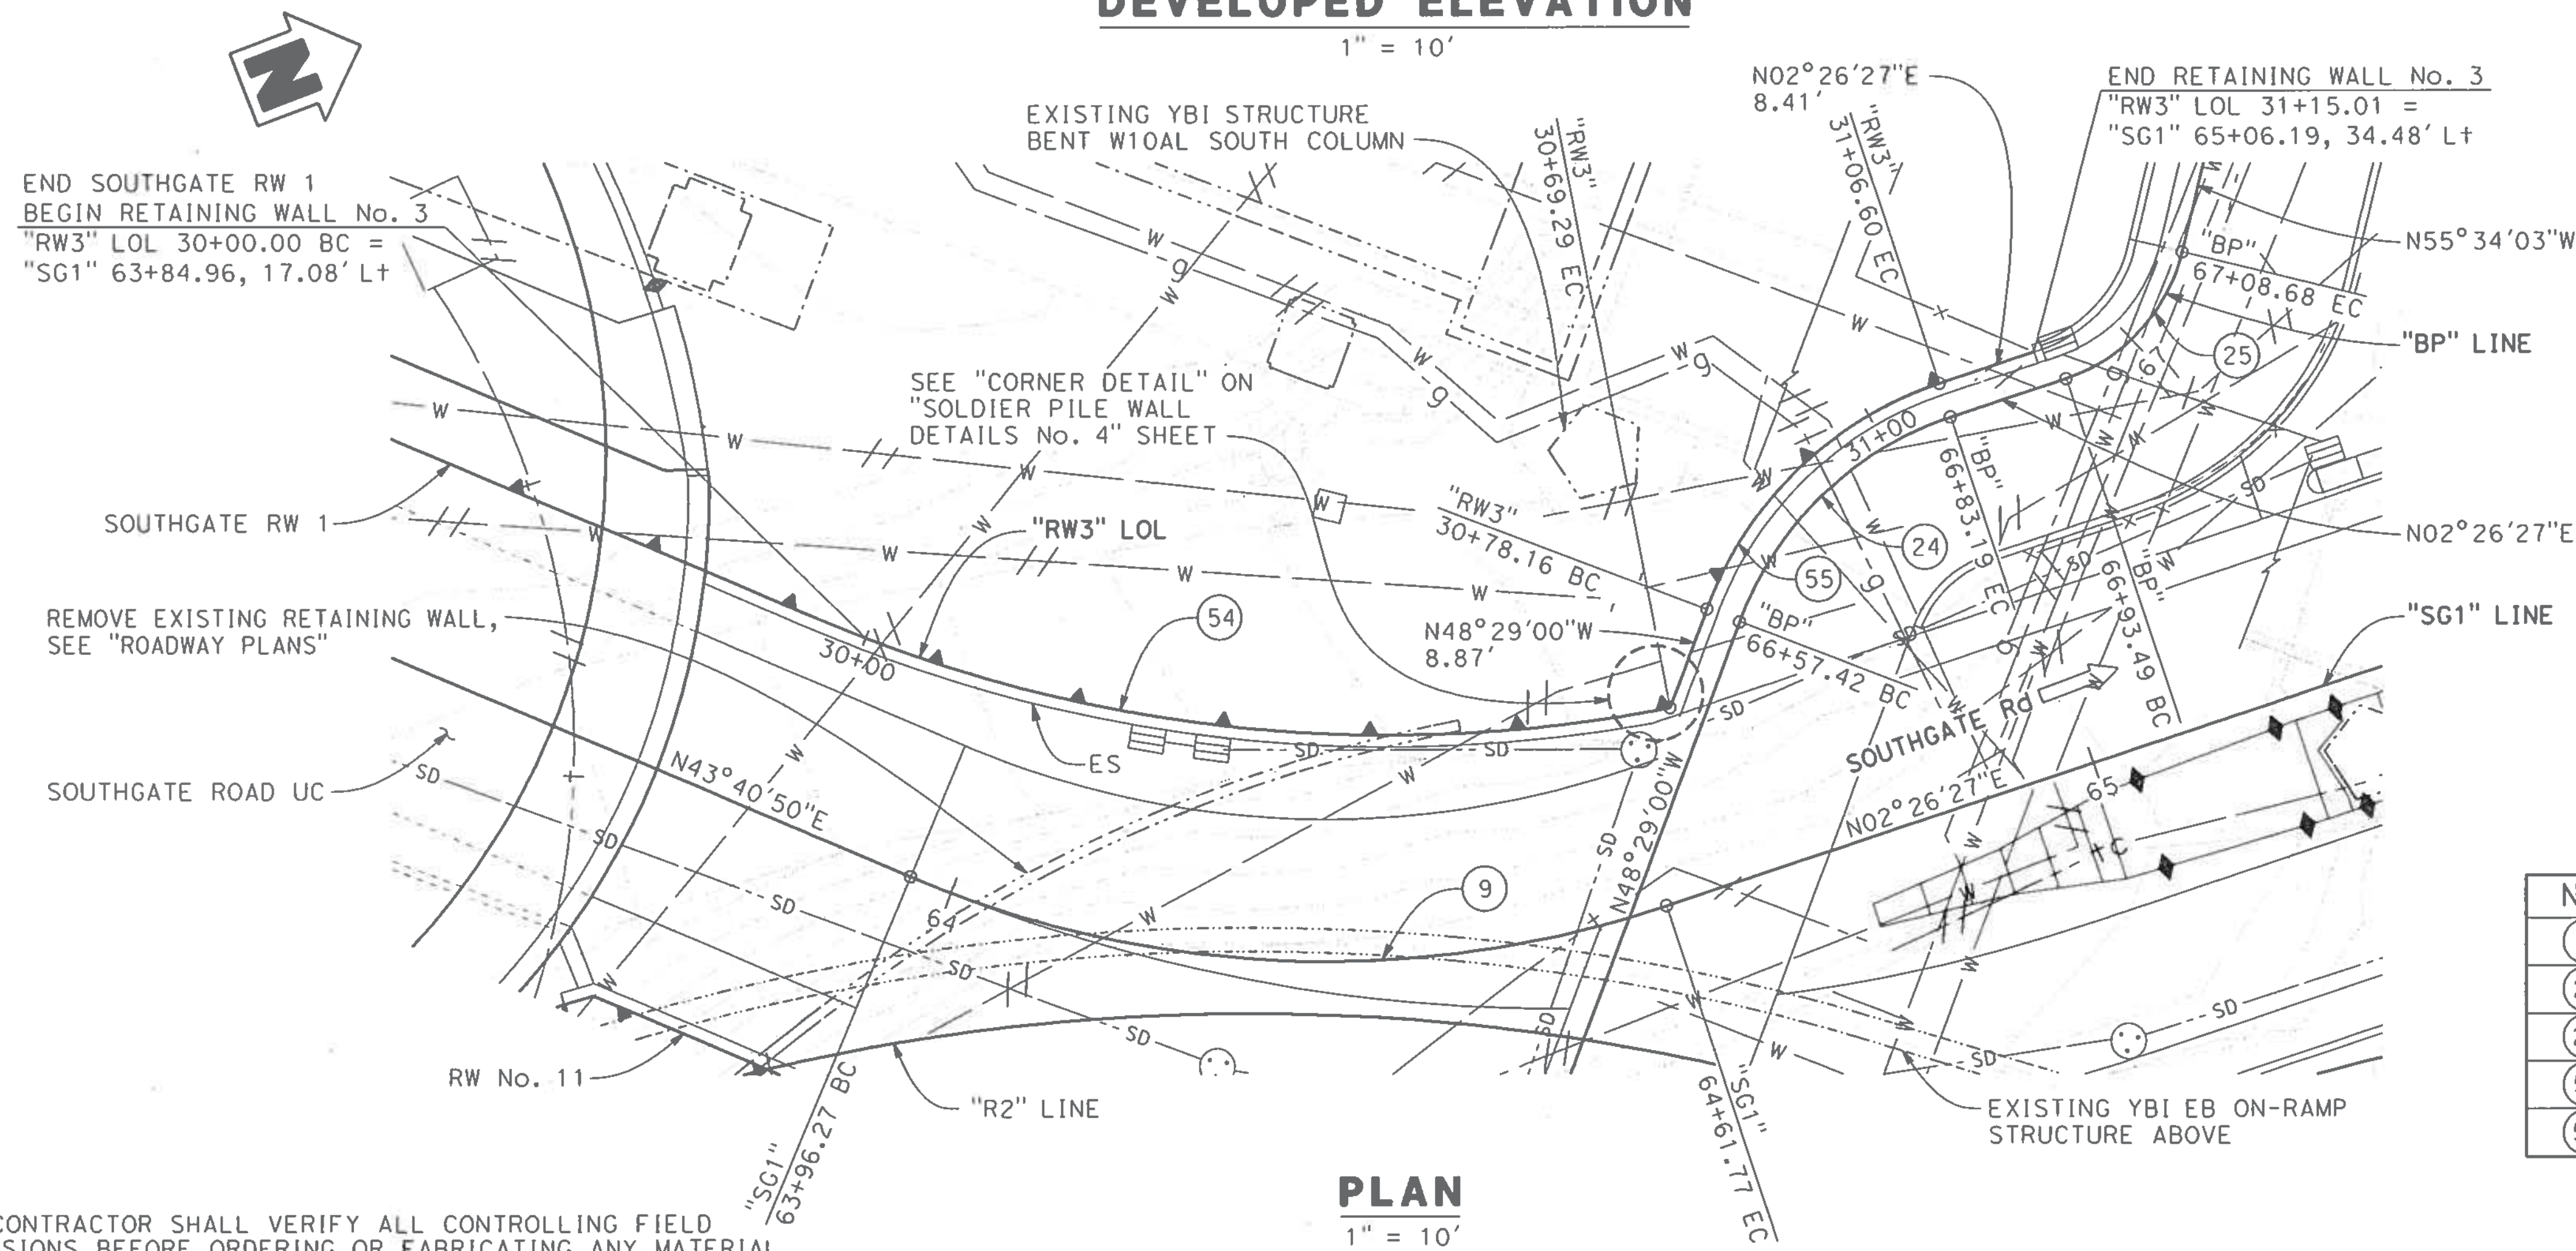 DEVELOPED ELEVATION
1" = 10'
N
END SOUTHGATE RW 1
BEGIN RETAINING WALL No. 3
"RW3" LOL 30+00.00 BC =
"SG1" 63+84.96, 17.08' Lt
EXISTING YBI STRUCTURE
BENT W10AL SOUTH COLUMN
"RW3"
30+69.29 EC
N02°26'27"E
8.41'
"RW3"
31+06.60 EC
END RETAINING WALL No. 3
"RW3" LOL 31+15.01 =
"SG1" 65+06.19, 34.48' Lt
N55°34'03"W
"BP"
67+08.68 EC
"BP" LINE
25
67
SEE "CORNER DETAIL" ON
"SOLDIER PILE WALL
DETAILS No. 4" SHEET
SOUTHGATE RW 1
"RW3" LOL
"RW3"
30+78.16 BC
31+00
55
24
"BP"
66+83.19 EC
"BP"
66+93.49 BC
N02°26'27"E
REMOVE EXISTING RETAINING WALL,
SEE "ROADWAY PLANS"
30+00
54
N48°29'00"W
8.87'
"BP"
66+57.42 BC
"SG1" LINE
SOUTHGATE Rd
SOUTHGATE ROAD UC
N43°40'50"E
ES
SD
W
g
N48°29'00"W
N02°26'27"E
65
64
9
RW No. 11
"R2" LINE
"SG1"
63+96.27 BC
"SG1"
64+61.77 EC
EXISTING YBI EB ON-RAMP
STRUCTURE ABOVE
PLAN
1" = 10'
CONTRACTOR SHALL VERIFY ALL CONTROLLING FIELD
SIONS BEFORE ORDERING OR FABRICATING ANY MATERIAL